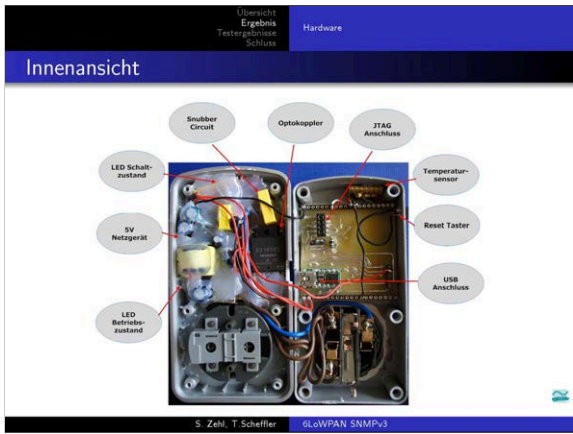 Übersicht
Ergebnis
Testergebnisse
Schluss
Hardware
Innenansicht
Snubber
Circuit
Optokoppler
JTAG
Anschluss
LED Schalt-
zustand
Temperatur-
sensor
5V
Netzgerät
Reset Taster
USB
Anschluss
LED
Betriebs-
zustand
S. Zehl, T.Scheffler
6LoWPAN SNMPv3